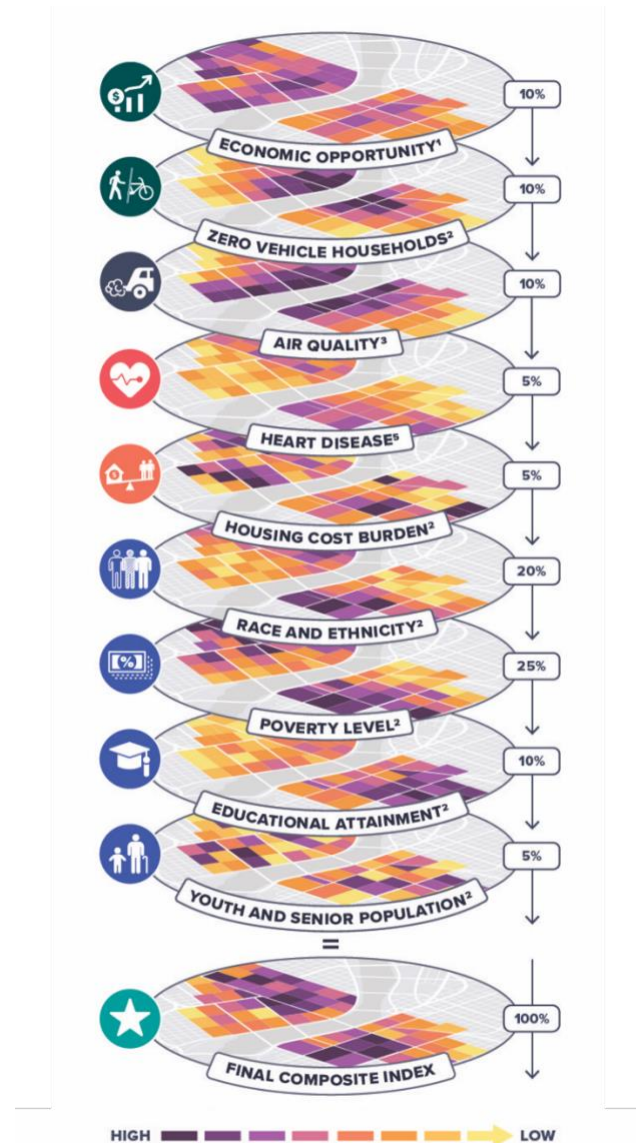 10%
ECONOMIC OPPORTUNITY¹
10%
ZERO VEHICLE HOUSEHOLDS²
10%
AIR QUALITY³
5%
HEART DISEASE⁵
5%
HOUSING COST BURDEN²
20%
RACE AND ETHNICITY²
25%
%
POVERTY LEVEL²
10%
EDUCATIONAL ATTAINMENT²
5%
YOUTH AND SENIOR POPULATION²
=
100%
FINAL COMPOSITE INDEX
HIGH LOW